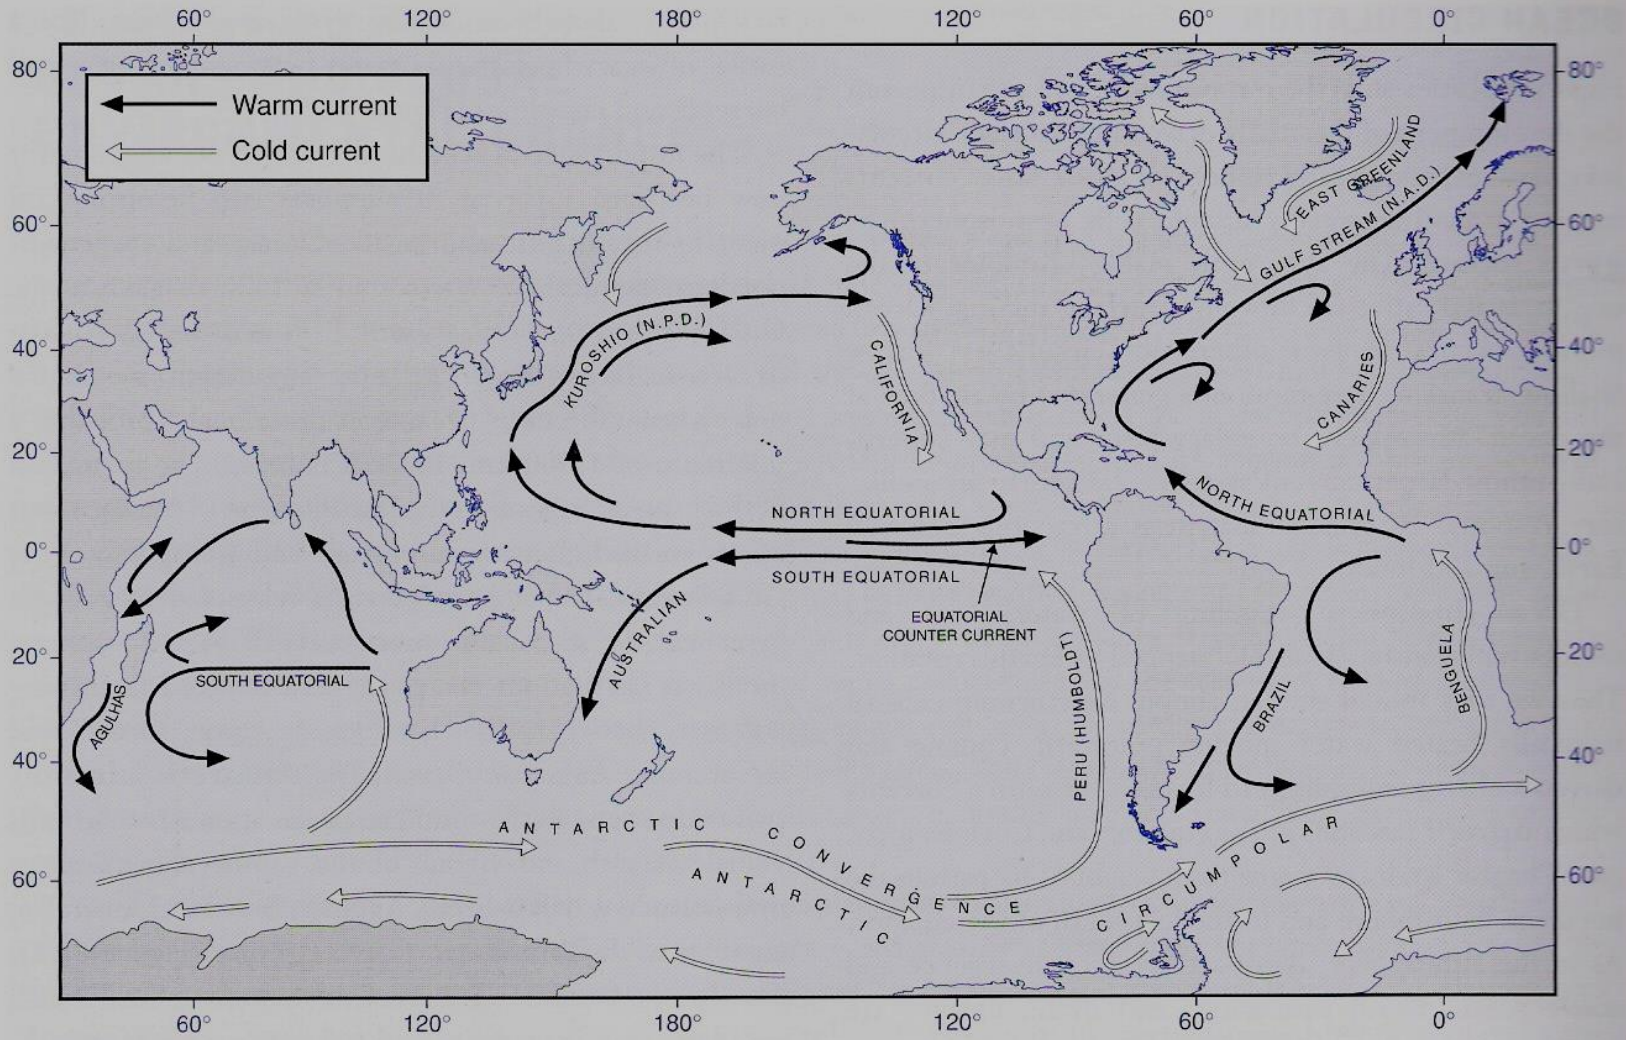 60° 120° 180° 120° 60° 0°
80° 80°
Warm current
Cold current
EAST GREENLAND
GULF STREAM (N.A.D.)
60° 60°
KUROSHIO (N.P.D.)
CALIFORNIA
CANARIES
40° 40°
20° 20°
NORTH EQUATORIAL
NORTH EQUATORIAL
0° 0°
SOUTH EQUATORIAL
EQUATORIAL
COUNTER CURRENT
AUSTRALIAN
PERU (HUMBOLDT)
BENGUELA
20° 20°
SOUTH EQUATORIAL
AGULHAS
BRAZIL
40° 40°
ANTARCTIC CONVERGENCE
ANTARCTIC CIRCUMPOLAR
60° 60°
60° 120° 180° 120° 60° 0°